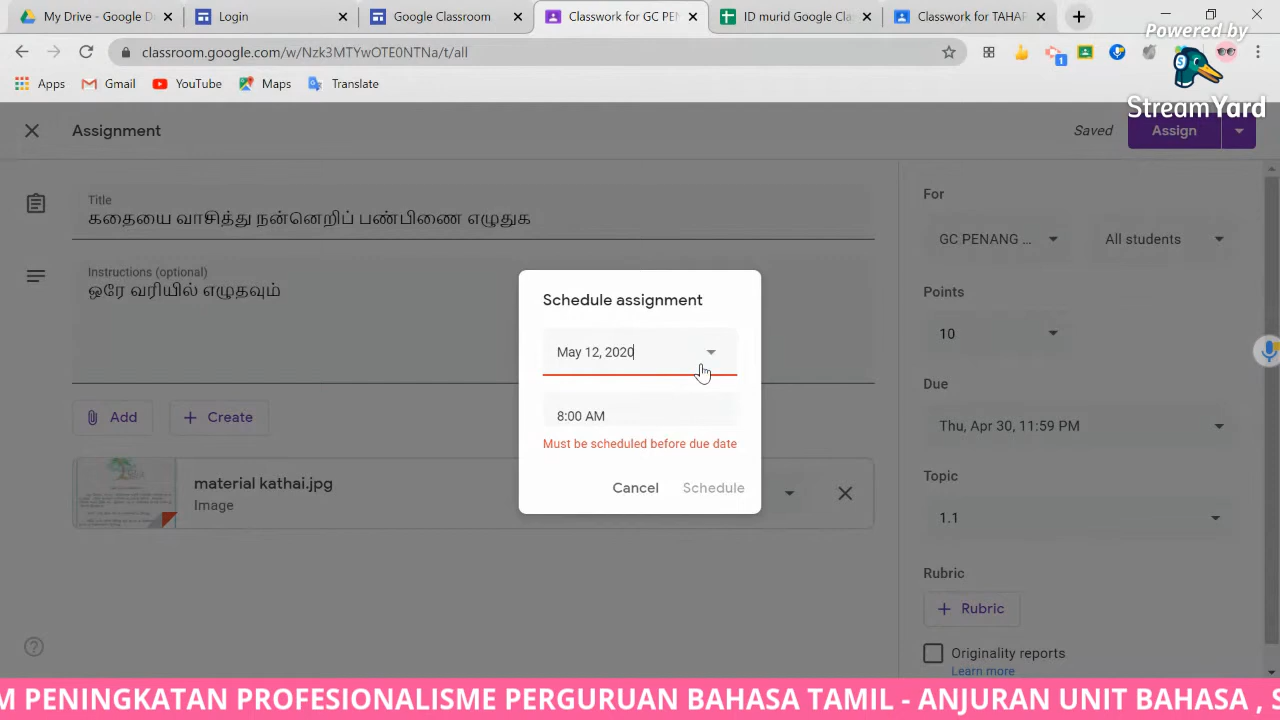 My Drive - Google D
Login
Google Classroom
Classwork for GC PEN
ID murid Google Cla
Classwork for TAHAP
Powered by
StreamYard
classroom.google.com/w/Nzk3MTYwOTE0NTNa/t/all
1
Apps
Gmail
YouTube
Maps
Translate
Assignment
Saved
Assign
Title
கதையை வாசித்து நன்னெறிப் பண்பிணை எழுதுக
Instructions (optional)
ஒரே வரியில் எழுதவும்
Add
Create
material kathai.jpg
Image
Schedule assignment
May 12, 2020
8:00 AM
Must be scheduled before due date
Cancel
Schedule
For
GC PENANG ...
All students
Points
10
Due
Thu, Apr 30, 11:59 PM
Topic
1.1
Rubric
Rubric
Originality reports
Learn more
M PENINGKATAN PROFESIONALISME PERGURUAN BAHASA TAMIL - ANJURAN UNIT BAHASA , S